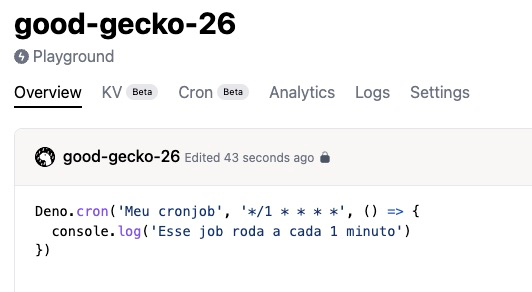 good-gecko-26
Playground
Overview KV Beta Cron Beta Analytics Logs Settings
good-gecko-26 Edited 43 seconds ago
Deno.cron('Meu cronjob', '*/1 * * * *', () => {
  console.log('Esse job roda a cada 1 minuto')
})